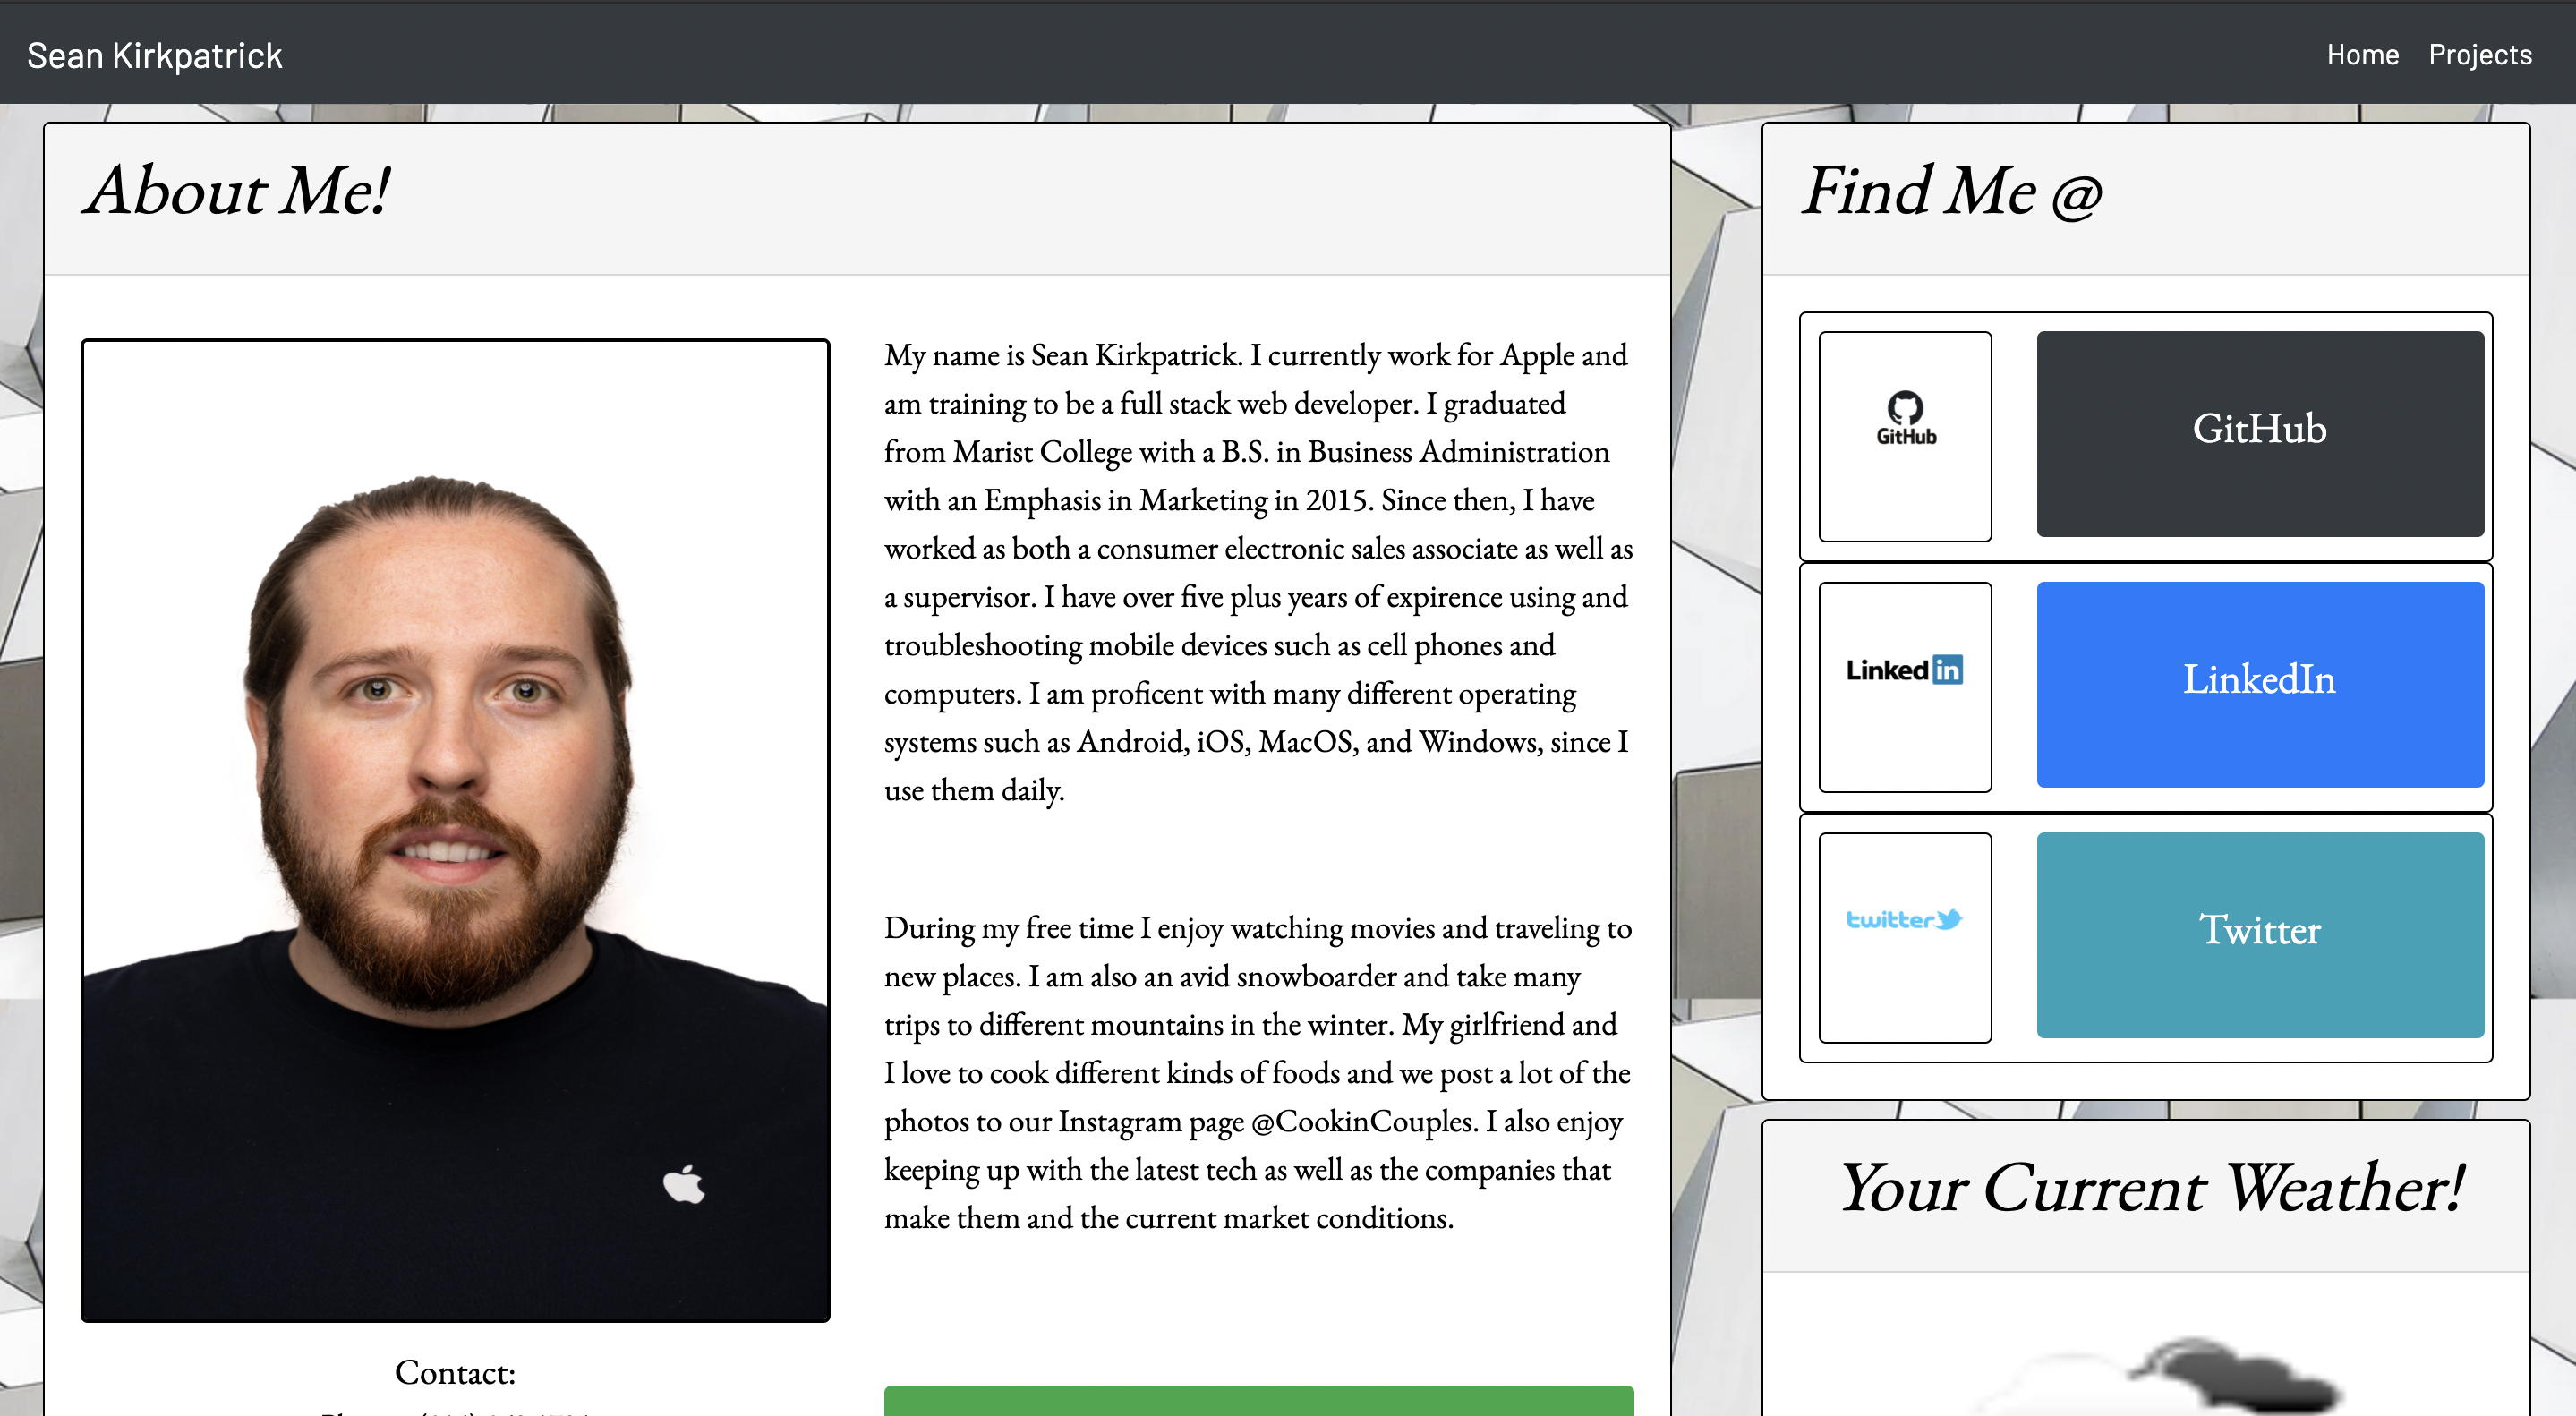 Sean Kirkpatrick
Home Projects
About Me!
My name is Sean Kirkpatrick. I currently work for Apple and
am training to be a full stack web developer. I graduated
from Marist College with a B.S. in Business Administration
with an Emphasis in Marketing in 2015. Since then, I have
worked as both a consumer electronic sales associate as well as
a supervisor. I have over five plus years of expirence using and
troubleshooting mobile devices such as cell phones and
computers. I am proficent with many different operating
systems such as Android, iOS, MacOS, and Windows, since I
use them daily.
During my free time I enjoy watching movies and traveling to
new places. I am also an avid snowboarder and take many
trips to different mountains in the winter. My girlfriend and
I love to cook different kinds of foods and we post a lot of the
photos to our Instagram page @CookinCouples. I also enjoy
keeping up with the latest tech as well as the companies that
make them and the current market conditions.
Contact:
Find Me @
GitHub
GitHub
Linked in
LinkedIn
twitter
Twitter
Your Current Weather!